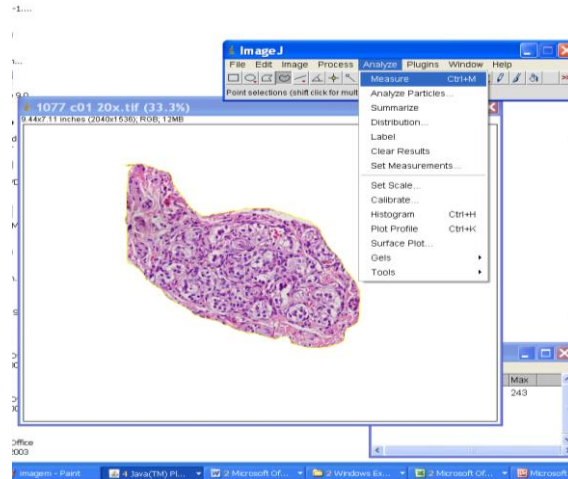 -1....
ImageJ
File Edit Image Process Analyze Plugins Window Help
Point selections (shift click for mult
Measure Ctrl+M
Analyze Particles...
Summarize
Distribution...
Label
Clear Results
Set Measurements...
Set Scale...
Calibrate...
Histogram Ctrl+H
Plot Profile Ctrl+K
Surface Plot...
Gels
Tools
1077 c01 20x.tif (33.3%)
9.44x7.11 inches (2040x1536); RGB; 12MB
Max
243
Office
2003
imagem - Paint
4 Java(TM) Pl...
2 Microsoft Of...
2 Windows Ex...
2 Microsoft Of...
Microsoft